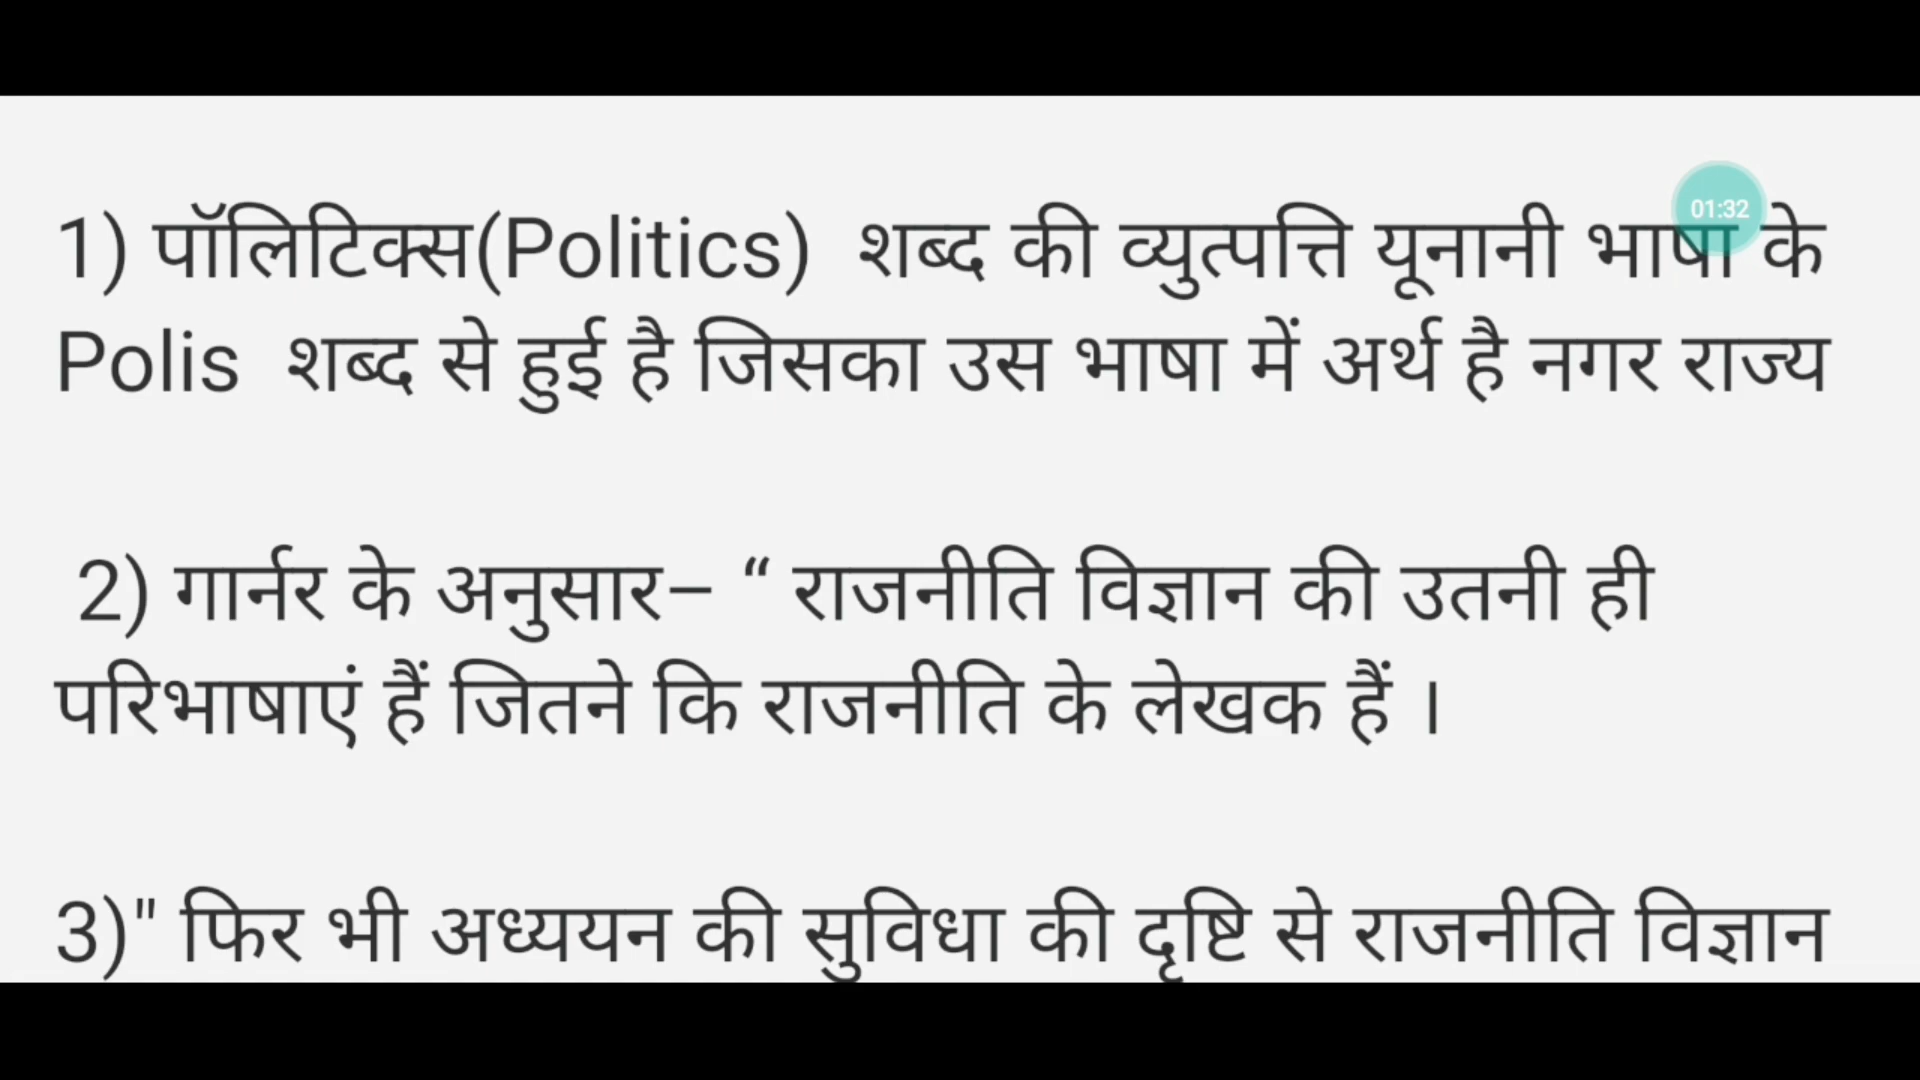 01:32
1) पॉलिटिक्स(Politics) शब्द की व्युत्पत्ति यूनानी भाषा के
Polis शब्द से हुई है जिसका उस भाषा में अर्थ है नगर राज्य
2) गार्नर के अनुसार– “ राजनीति विज्ञान की उतनी ही
परिभाषाएं हैं जितने कि राजनीति के लेखक हैं ।
3)" फिर भी अध्ययन की सुविधा की दृष्टि से राजनीति विज्ञान